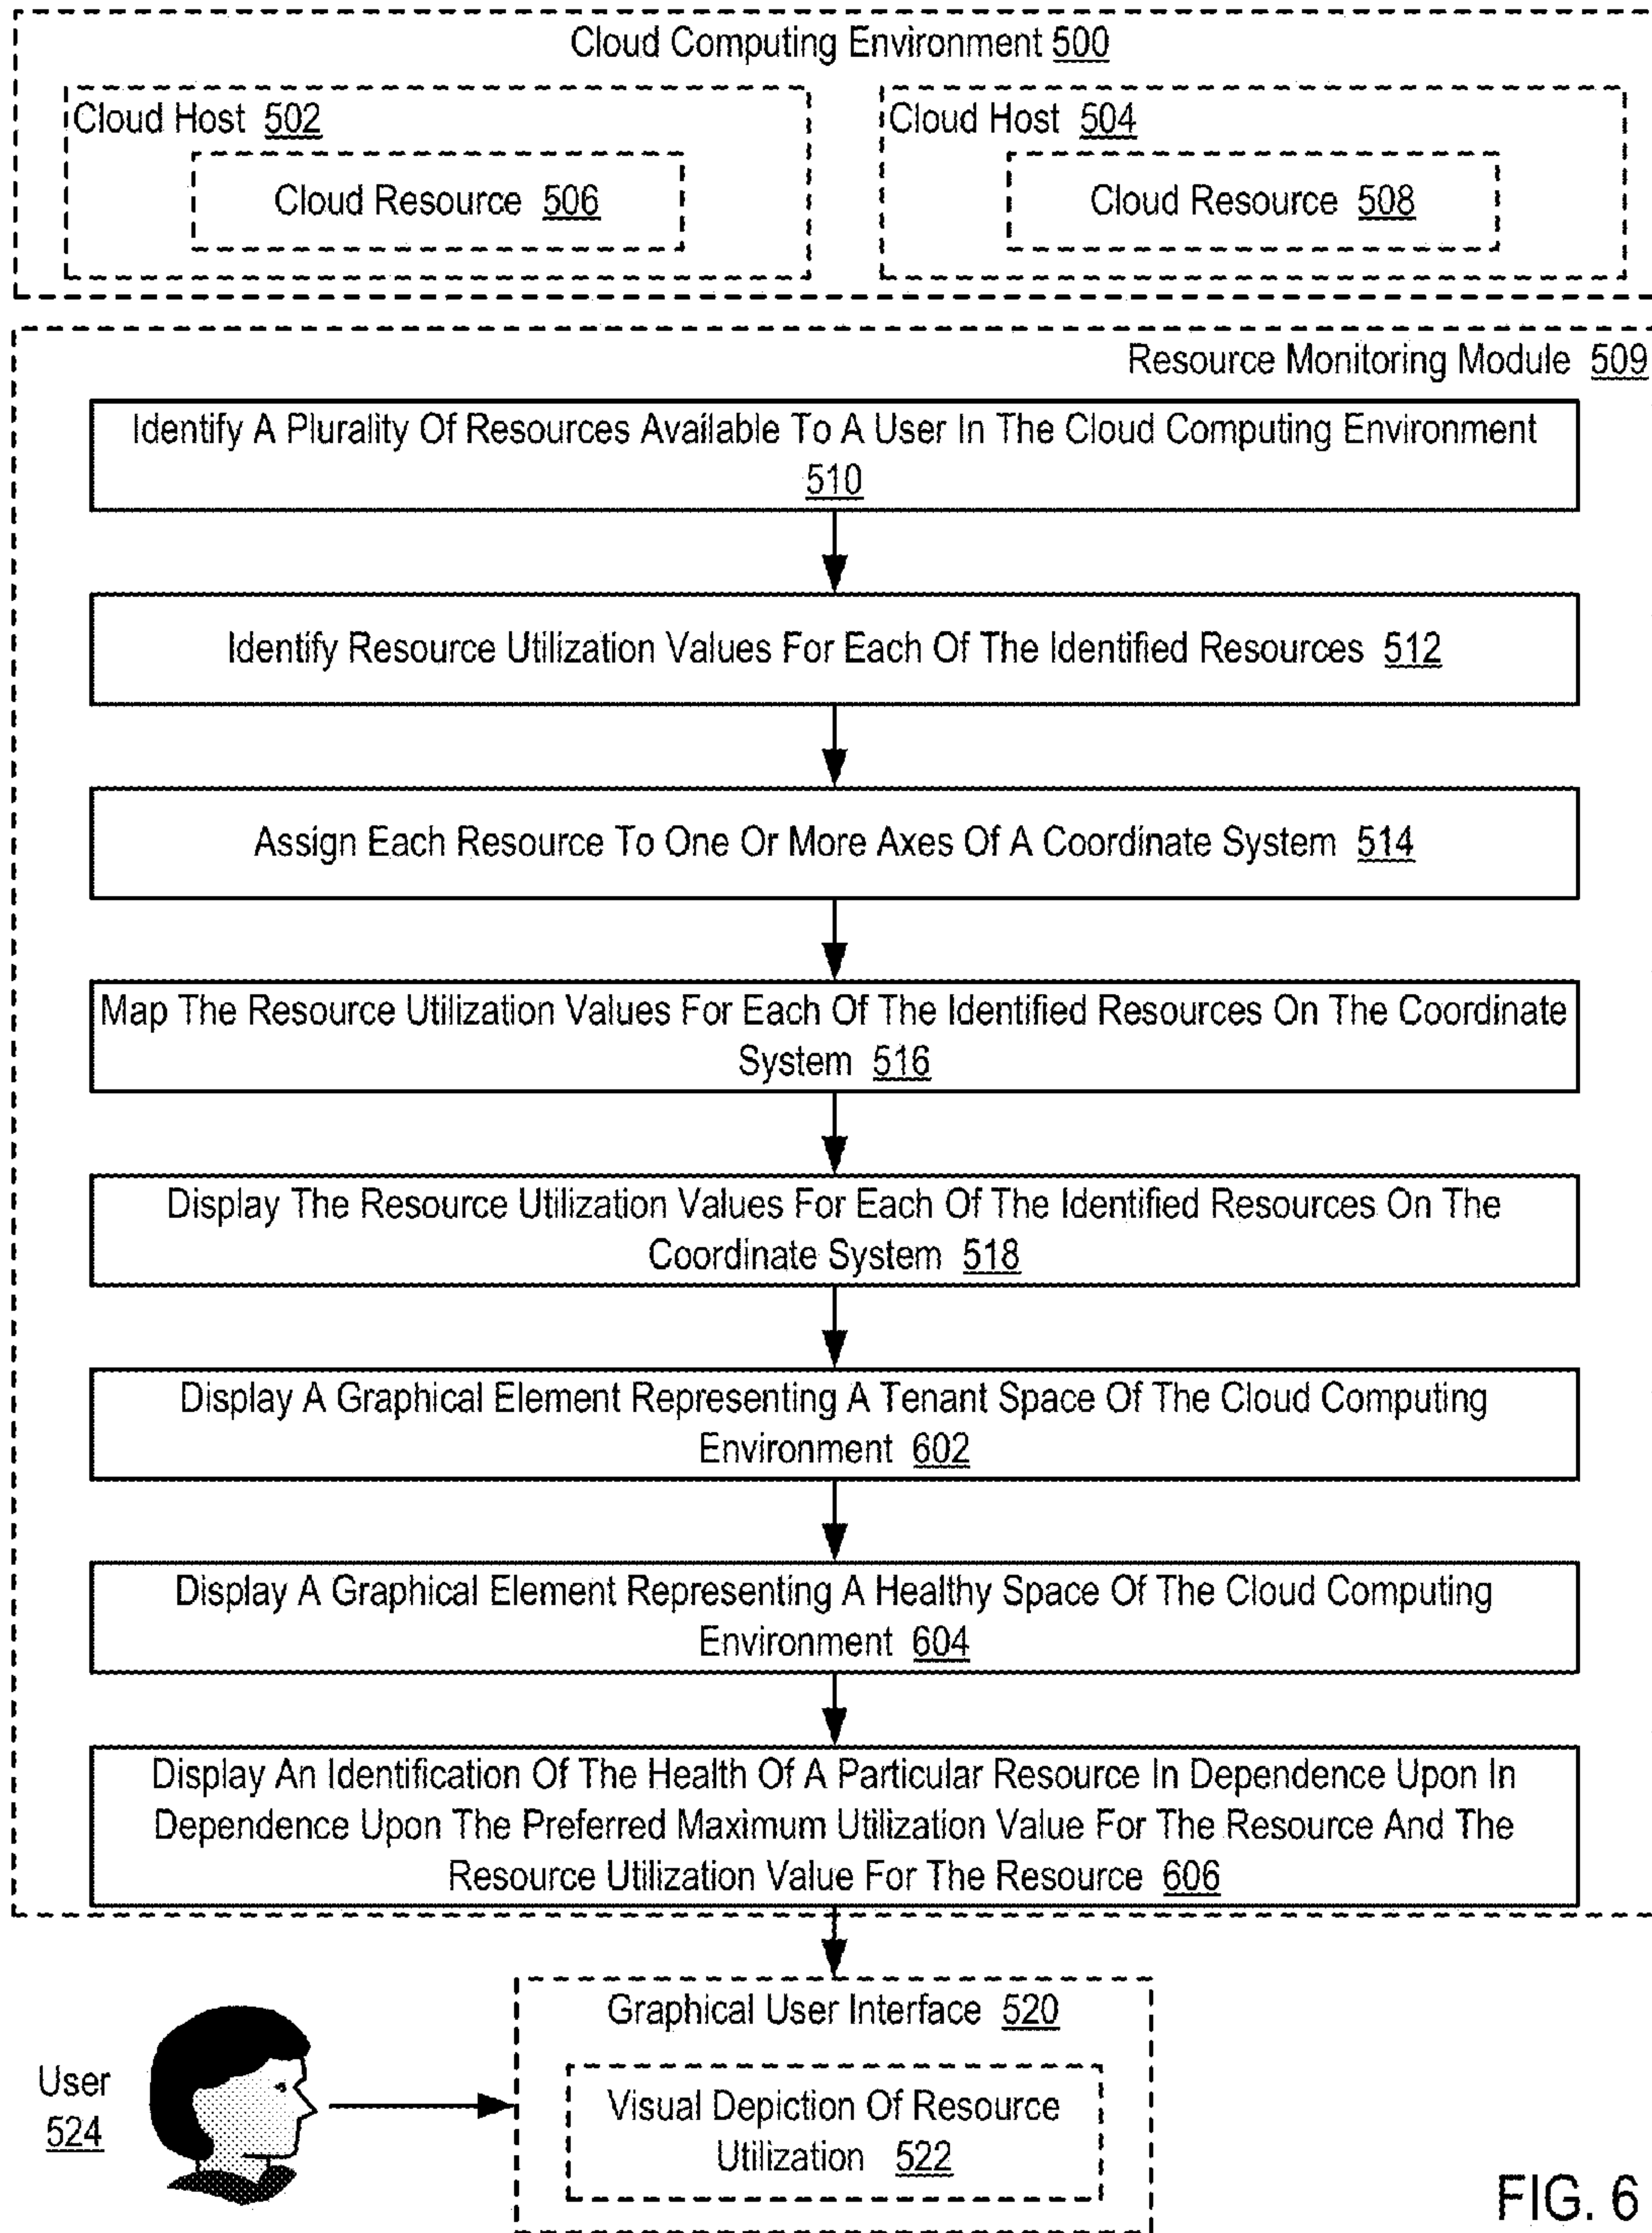 Cloud Computing Environment 500
Cloud Host 502
Cloud Resource 506
Cloud Host 504
Cloud Resource 508
Resource Monitoring Module 509
Identify A Plurality Of Resources Available To A User In The Cloud Computing Environment
510
Identify Resource Utilization Values For Each Of The Identified Resources 512
Assign Each Resource To One Or More Axes Of A Coordinate System 514
Map The Resource Utilization Values For Each Of The Identified Resources On The Coordinate
System 516
Display The Resource Utilization Values For Each Of The Identified Resources On The
Coordinate System 518
Display A Graphical Element Representing A Tenant Space Of The Cloud Computing
Environment 602
Display A Graphical Element Representing A Healthy Space Of The Cloud Computing
Environment 604
Display An Identification Of The Health Of A Particular Resource In Dependence Upon In
Dependence Upon The Preferred Maximum Utilization Value For The Resource And The
Resource Utilization Value For The Resource 606
User
524
Graphical User Interface 520
Visual Depiction Of Resource
Utilization 522
FIG. 6